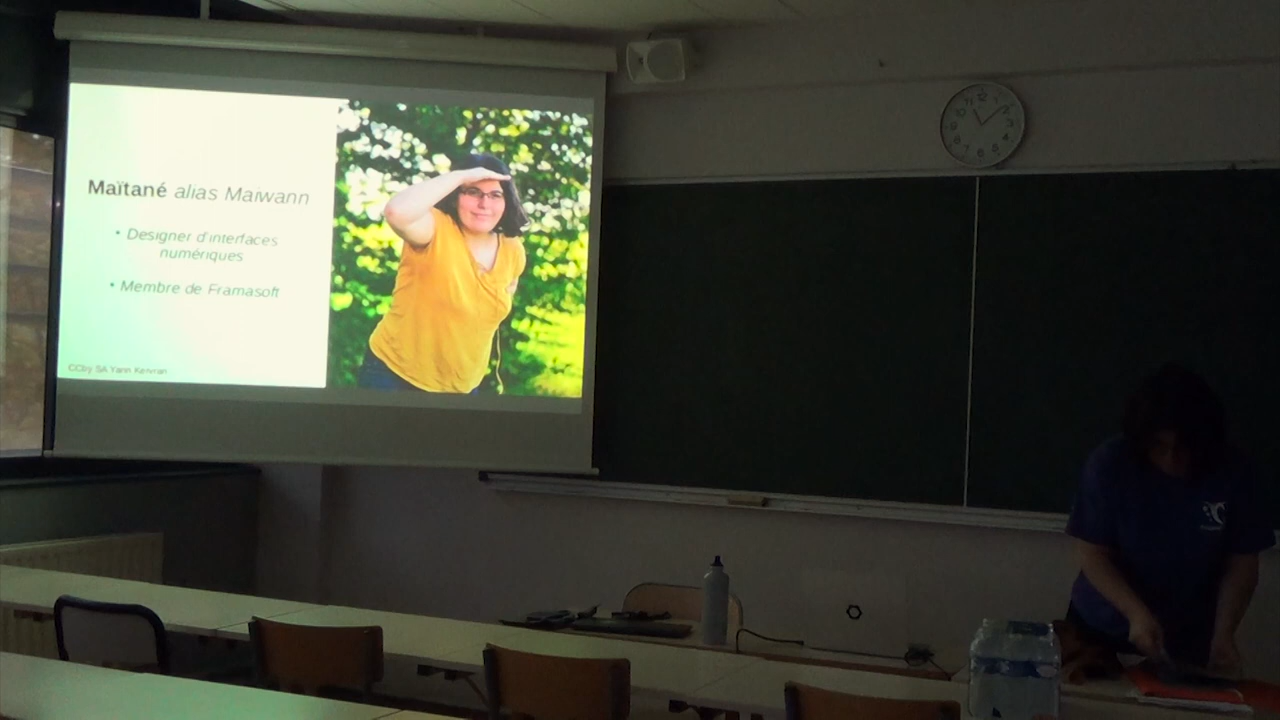 Maïtané alias Maiwann
• Designer d'interfaces
numériques
• Membre de Framasoft
CCby SA Yann Kervran